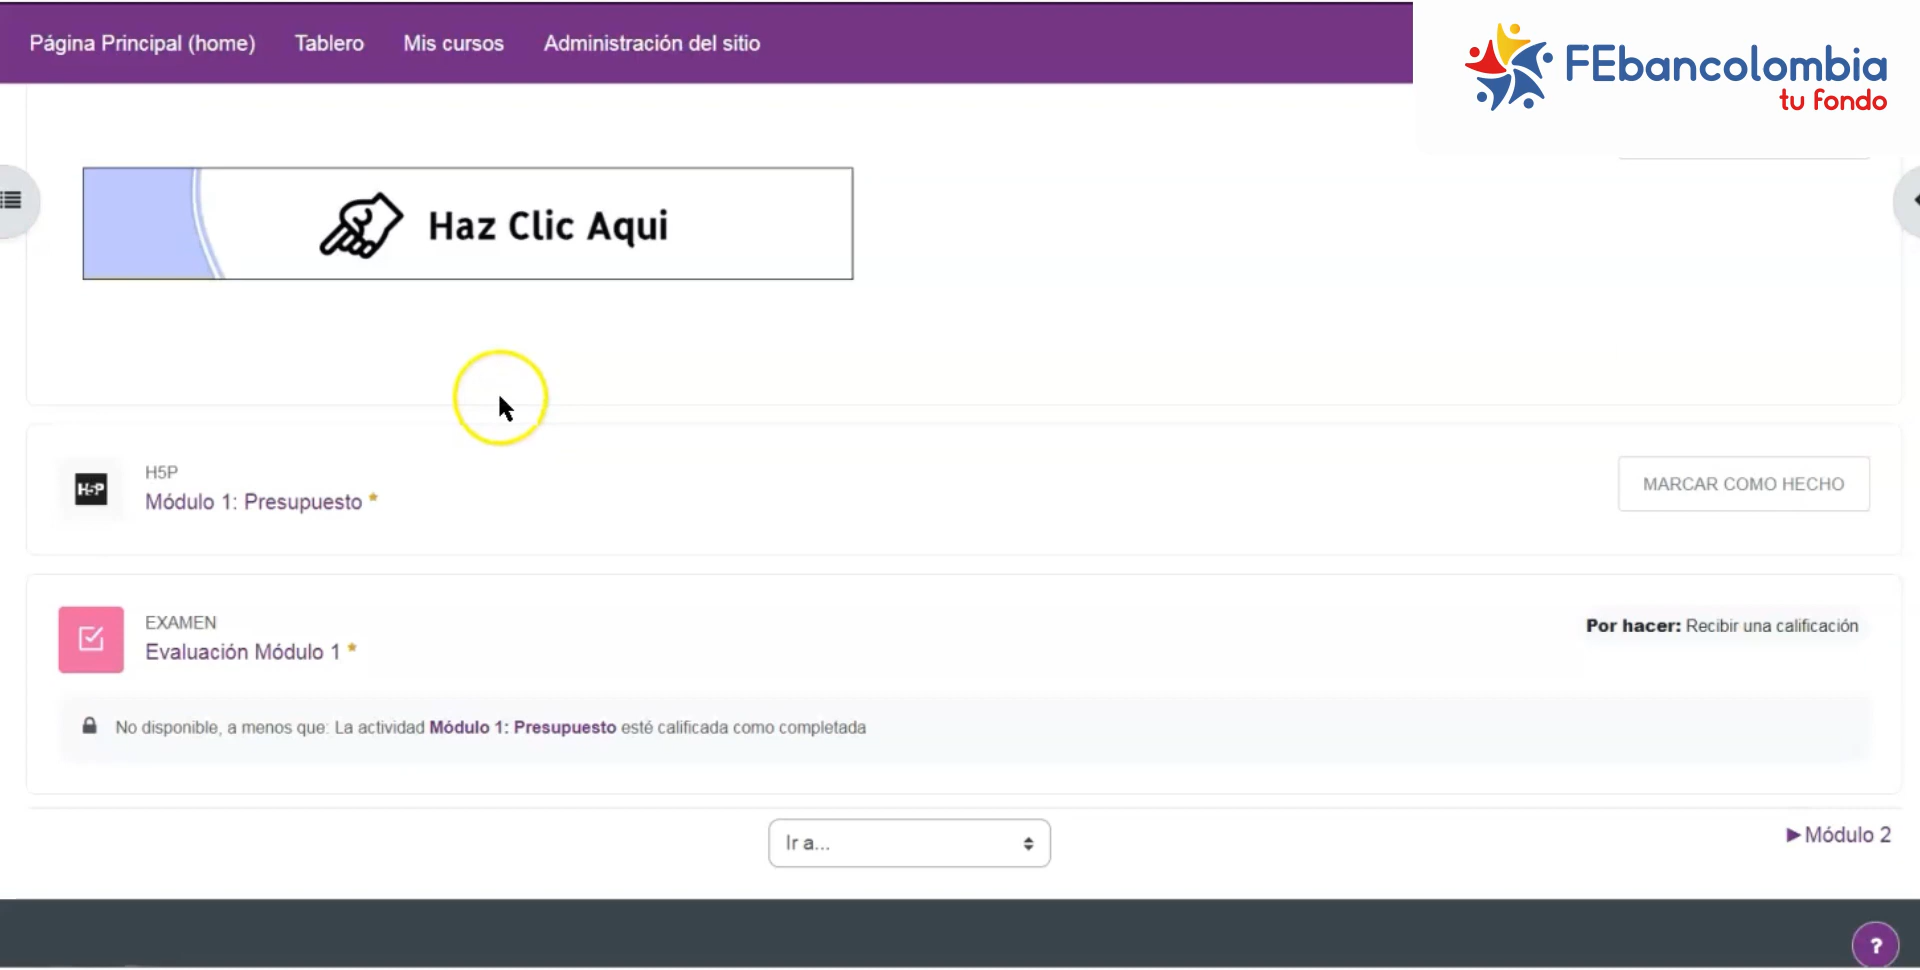 Página Principal (home) Tablero Mis cursos Administración del sitio
FEbancolombia
tu fondo
Haz Clic Aqui
H5P
H5P
Módulo 1: Presupuesto *
MARCAR COMO HECHO
EXAMEN
Evaluación Módulo 1 *
Por hacer: Recibir una calificación
No disponible, a menos que: La actividad Módulo 1: Presupuesto esté calificada como completada
Ir a...
▶Módulo 2
?